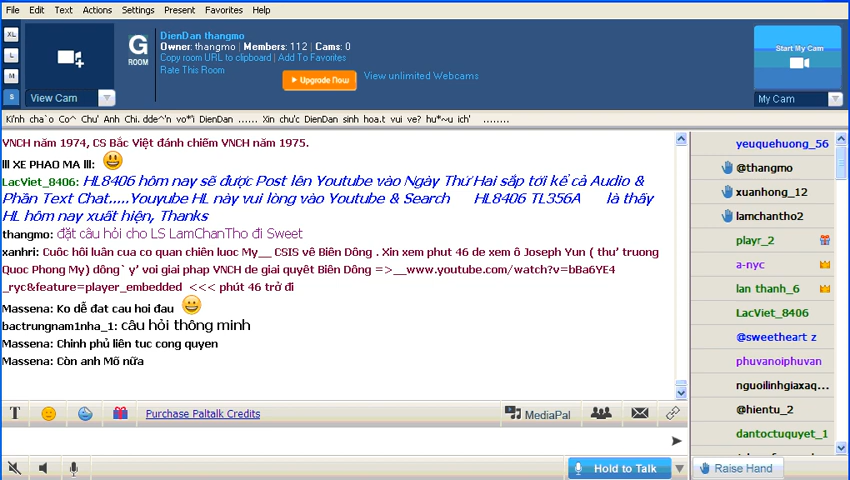 File Edit Text Actions Settings Present Favorites Help
XL
L
M
S
View Cam
G
ROOM
DienDan thangmo
Owner: thangmo | Members: 112 | Cams: 0
Copy room URL to clipboard | Add To Favorites
Rate This Room
Upgrade Now
View unlimited Webcams
Start My Cam
My Cam
Ki'nh cha`o Co^ Chu' Anh Chi. dde^'n vo*'i DienDan ...... Xin chu'c DienDan sinh hoa.t vui ve? hu*~u ich' ........
VNCH năm 1974, CS Bắc Việt đánh chiếm VNCH năm 1975.
lll XE PHAO MA lll:
LacViet_8406: HL8406 hôm nay sẽ được Post lên Youtube vào Ngày Thứ Hai sắp tới kể cả Audio &
Phần Text Chat.....Youyube HL này vui lòng vào Youtube & Search HL8406 TL356A là thấy
HL hôm nay xuất hiện, Thanks
thangmo: đặt câu hỏi cho LS LamChanTho đi Sweet
xanhri: Cuôc hôi luân cua co quan chiên luoc My__ CSIS vê Biên Dông . Xin xem phut 46 de xem ô Joseph Yun ( thu' truong
Quoc Phong My) dông` y' voi giai phap VNCH de giai quyêt Biên Dông =>__www.youtube.com/watch?v=bBa6YE4
_ryc&feature=player_embedded <<< phút 46 trở đi
Massena: Ko dễ đat cau hoi đau
bactrungnam1nha_1: câu hỏi thông minh
Massena: Chinh phủ liên tuc cong quyen
Massena: Còn anh Mõ nữa
yeuquehuong_56
@thangmo
xuanhong_12
lamchantho2
playr_2
a-nyc
lan thanh_6
LacViet_8406
@sweetheart z
phuvanoiphuvan
nguoilinhgiaxaq...
@hientu_2
dantoctuquyet_1
T
Purchase Paltalk Credits
MediaPal
Hold to Talk
Raise Hand